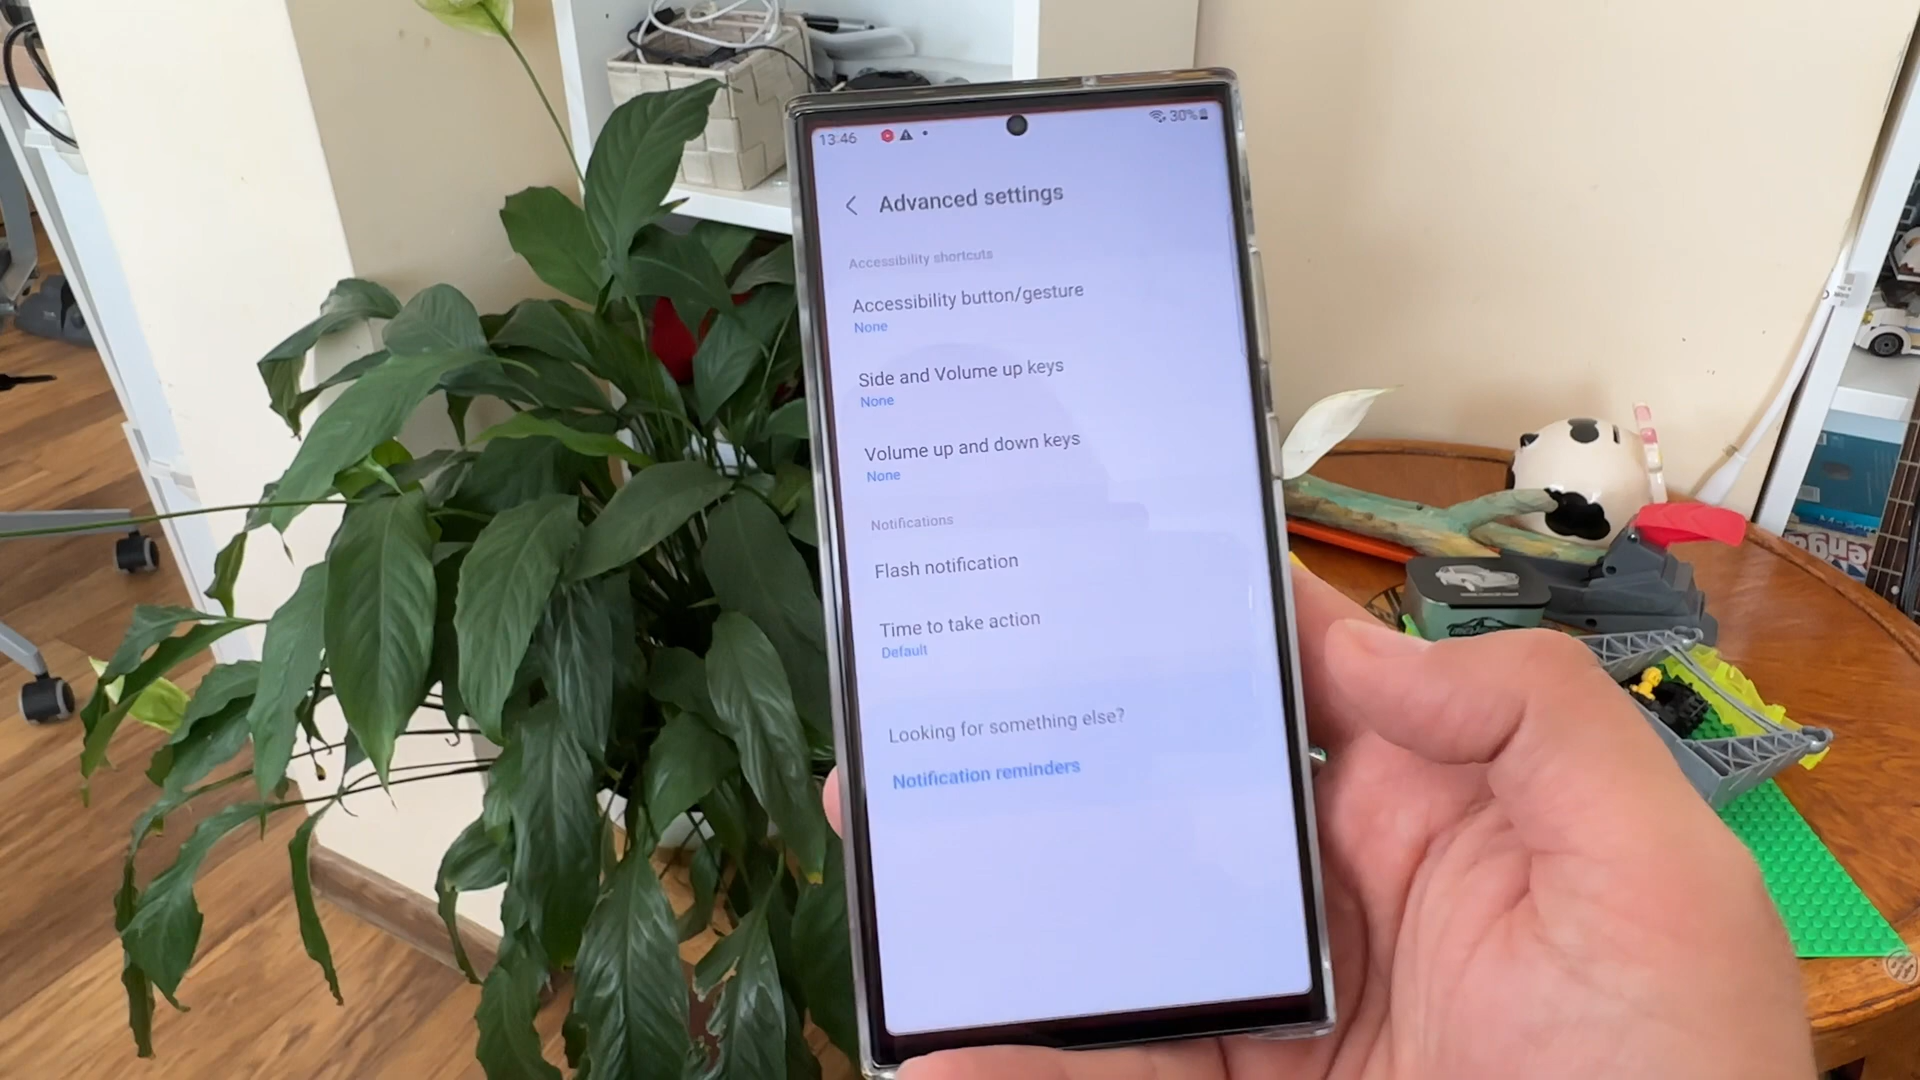 13:46
30%
Advanced settings
Accessibility shortcuts
Accessibility button/gesture
None
Side and Volume up keys
None
Volume up and down keys
None
Notifications
Flash notification
Time to take action
Default
Looking for something else?
Notification reminders